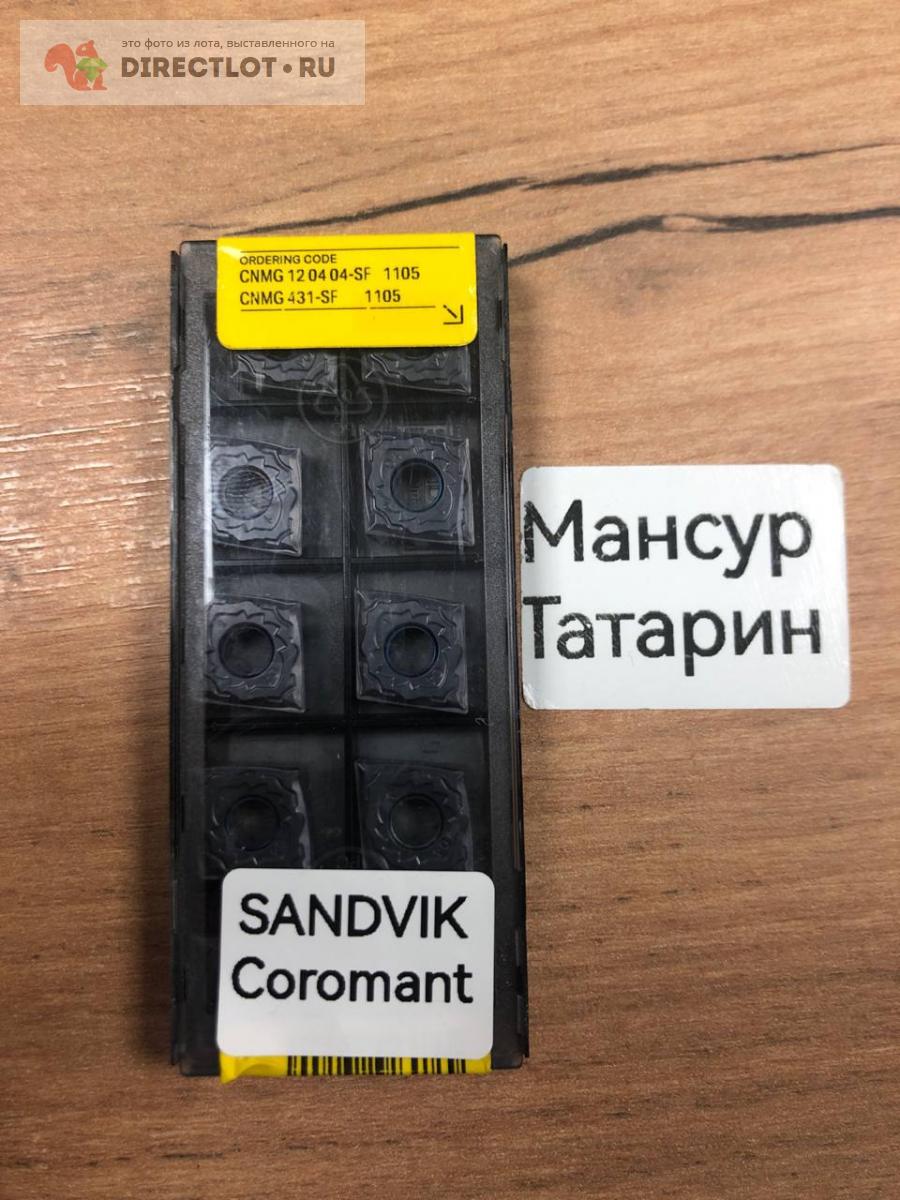 это фото из лота, выставленного на
DIRECTLOT.RU
ORDERING CODE
CNMG 12 04 04-SF 1105
CNMG 431-SF 1105
Мансур
Татарин
SANDVIK
Coromant